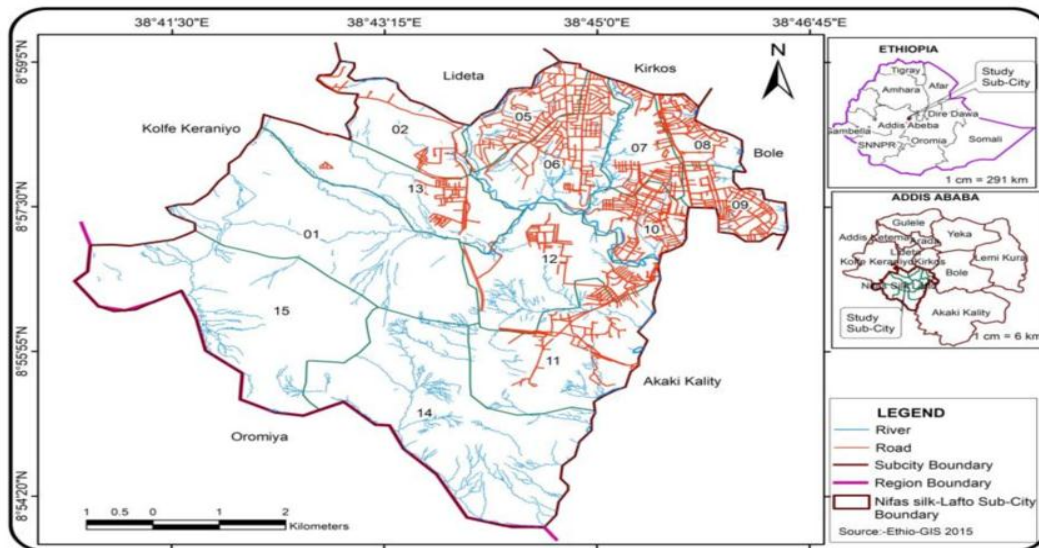 38°41'30"E 38°43'15"E 38°45'0"E 38°46'45"E
8°59'5"N
8°57'30"N
8°55'55"N
8°54'20"N
N
Lideta
Kirkos
Kolfe Keraniyo
Bole
Akaki Kality
Oromiya
05
02
06
07
08
13
09
10
01
12
15
11
14
1 0.5 0 1 2
Kilometers
ETHIOPIA
Study
Sub-City
Tigray
Afar
Amhara
Dire Dawa
Addis Abeba
Gambella
Somali
SNNPR
Oromia
1 cm = 291 km
ADDIS ABABA
Gulele
Yeka
Addis Ketema
Arada
Lideta
Lemi Kura
Kolfe Keraniyo
Kirkos
Bole
Nifas Silk Lafto
Akaki Kality
Study
Sub-City
1 cm = 6 km
LEGEND
River
Road
Subcity Boundary
Region Boundary
Nifas silk-Lafto Sub-City
Boundary
Source:-Ethio-GIS 2015